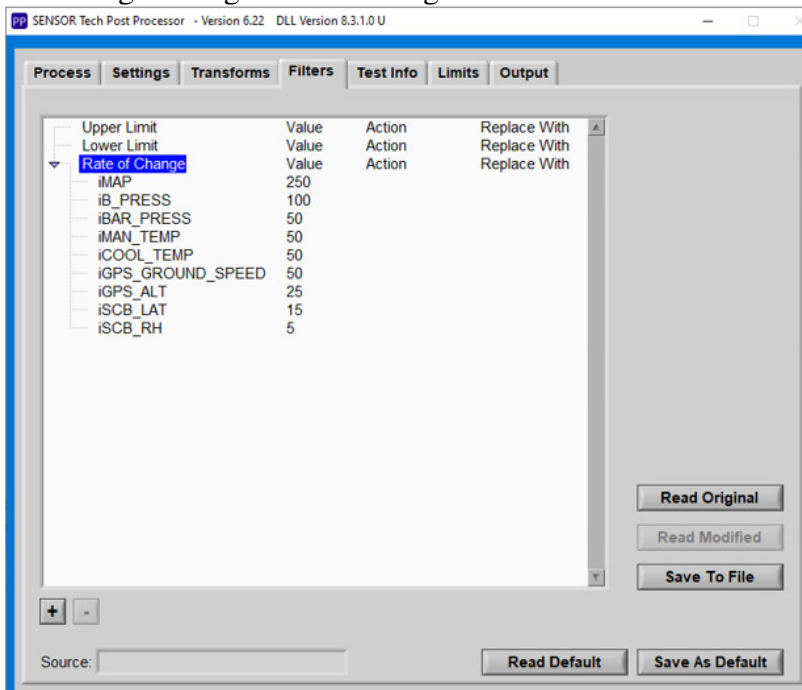 PP SENSOR Tech Post Processor - Version 6.22 DLL Version 8.3.1.0 U
Process Settings Transforms Filters Test Info Limits Output
Upper Limit Value Action Replace With
Lower Limit Value Action Replace With
Rate of Change Value Action Replace With
iMAP 250
iB_PRESS 100
iBAR_PRESS 50
iMAN_TEMP 50
iCOOL_TEMP 50
iGPS_GROUND_SPEED 50
iGPS_ALT 25
iSCB_LAT 15
iSCB_RH 5
Read Original
Read Modified
Save To File
+ -
Source: Read Default Save As Default